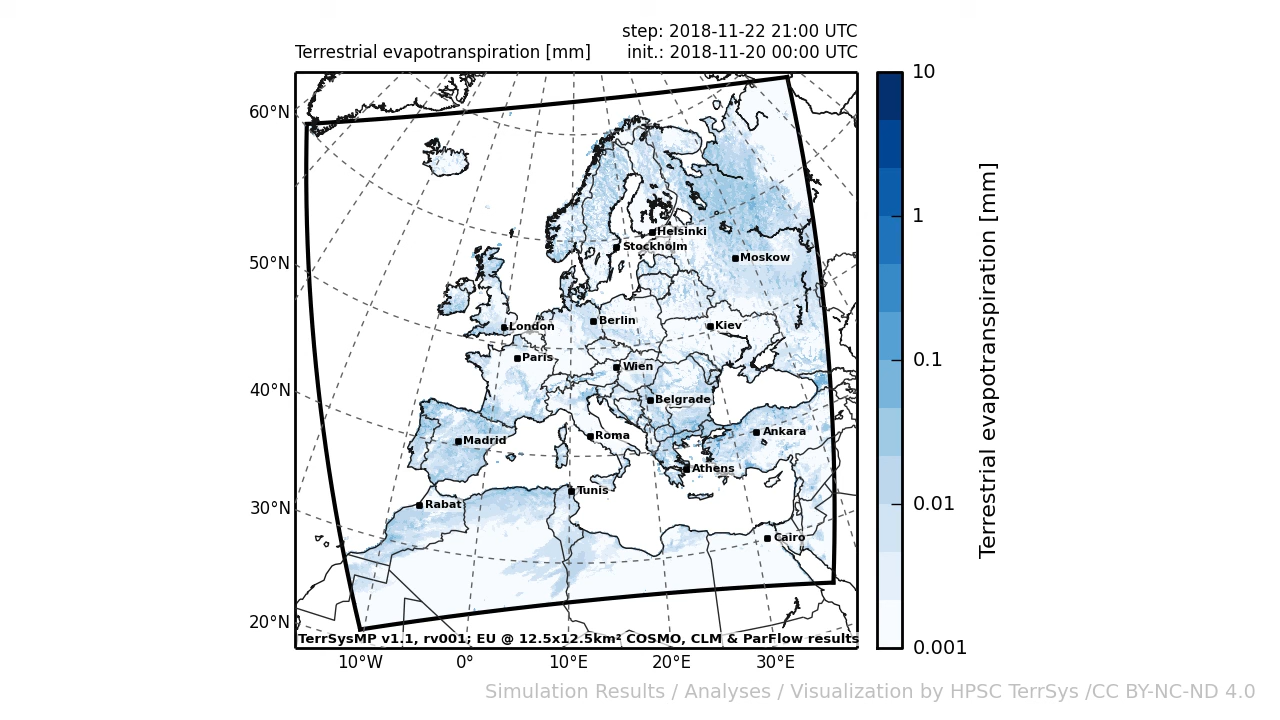 step: 2018-11-22 21:00 UTC
Terrestrial evapotranspiration [mm] init.: 2018-11-20 00:00 UTC
10
60°N
1
Helsinki
Stockholm
Moskow
50°N
London
Berlin
Kiev
Paris
0.1
Wien
40°N
Belgrade
Ankara
Roma
Madrid
Athens
Tunis
Rabat
0.01
30°N
Cairo
20°N
TerrSysMP v1.1, rv001; EU @ 12.5x12.5km² COSMO, CLM & ParFlow results
0.001
10°W 0° 10°E 20°E 30°E
Terrestrial evapotranspiration [mm]
Simulation Results / Analyses / Visualization by HPSC TerrSys /CC BY-NC-ND 4.0